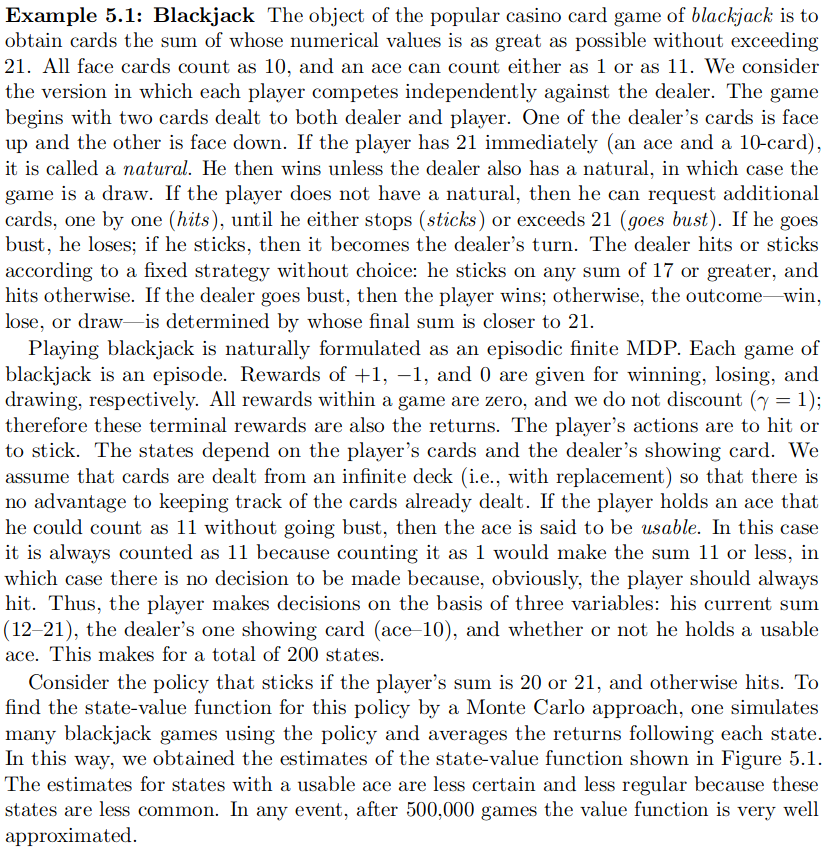 Example 5.1: Blackjack The object of the popular casino card game of blackjack is to
obtain cards the sum of whose numerical values is as great as possible without exceeding
21. All face cards count as 10, and an ace can count either as 1 or as 11. We consider
the version in which each player competes independently against the dealer. The game
begins with two cards dealt to both dealer and player. One of the dealer's cards is face
up and the other is face down. If the player has 21 immediately (an ace and a 10-card),
it is called a natural. He then wins unless the dealer also has a natural, in which case the
game is a draw. If the player does not have a natural, then he can request additional
cards, one by one (hits), until he either stops (sticks) or exceeds 21 (goes bust). If he goes
bust, he loses; if he sticks, then it becomes the dealer's turn. The dealer hits or sticks
according to a fixed strategy without choice: he sticks on any sum of 17 or greater, and
hits otherwise. If the dealer goes bust, then the player wins; otherwise, the outcome—win,
lose, or draw—is determined by whose final sum is closer to 21.
Playing blackjack is naturally formulated as an episodic finite MDP. Each game of
blackjack is an episode. Rewards of +1, −1, and 0 are given for winning, losing, and
drawing, respectively. All rewards within a game are zero, and we do not discount (γ = 1);
therefore these terminal rewards are also the returns. The player's actions are to hit or
to stick. The states depend on the player's cards and the dealer's showing card. We
assume that cards are dealt from an infinite deck (i.e., with replacement) so that there is
no advantage to keeping track of the cards already dealt. If the player holds an ace that
he could count as 11 without going bust, then the ace is said to be usable. In this case
it is always counted as 11 because counting it as 1 would make the sum 11 or less, in
which case there is no decision to be made because, obviously, the player should always
hit. Thus, the player makes decisions on the basis of three variables: his current sum
(12–21), the dealer's one showing card (ace–10), and whether or not he holds a usable
ace. This makes for a total of 200 states.
Consider the policy that sticks if the player's sum is 20 or 21, and otherwise hits. To
find the state-value function for this policy by a Monte Carlo approach, one simulates
many blackjack games using the policy and averages the returns following each state.
In this way, we obtained the estimates of the state-value function shown in Figure 5.1.
The estimates for states with a usable ace are less certain and less regular because these
states are less common. In any event, after 500,000 games the value function is very well
approximated.